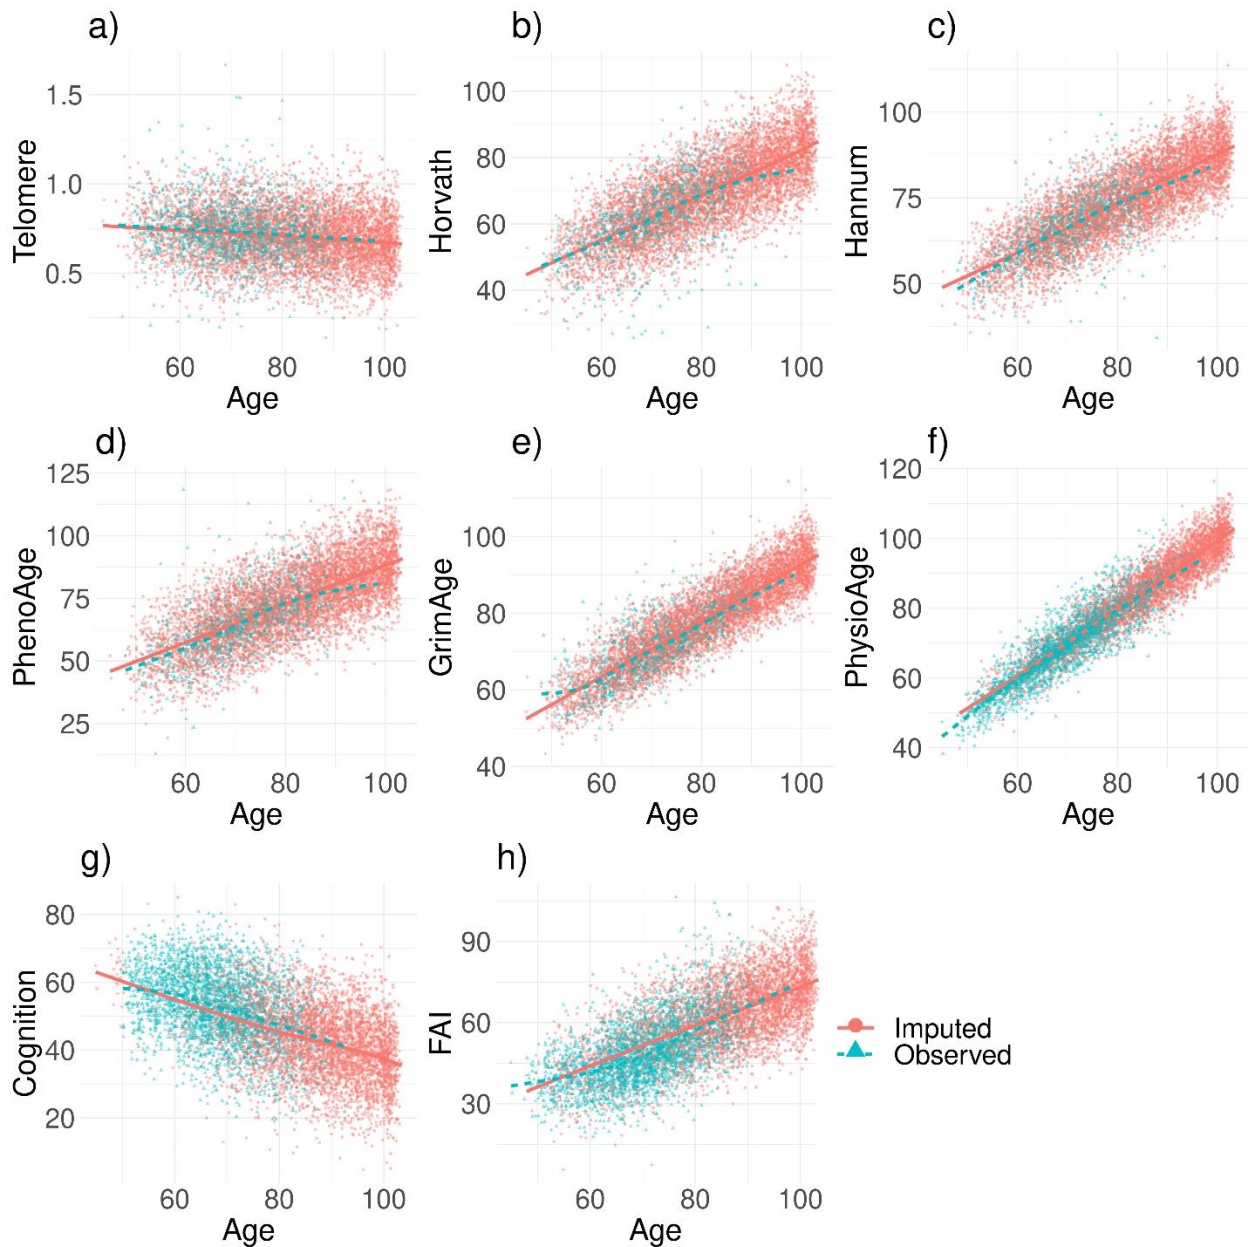 a)
b)
c)
Telomere
1.5
1.0
0.5
60 80 100
Age
Horvath
100
80
60
40
60 80 100
Age
Hannum
100
75
50
60 80 100
Age
d)
e)
f)
PhenoAge
125
100
75
50
25
60 80 100
Age
GrimAge
100
80
60
40
60 80 100
Age
PhysioAge
120
100
80
60
40
60 80 100
Age
g)
h)
Cognition
80
60
40
20
60 80 100
Age
FAI
90
60
30
60 80 100
Age
Imputed
Observed